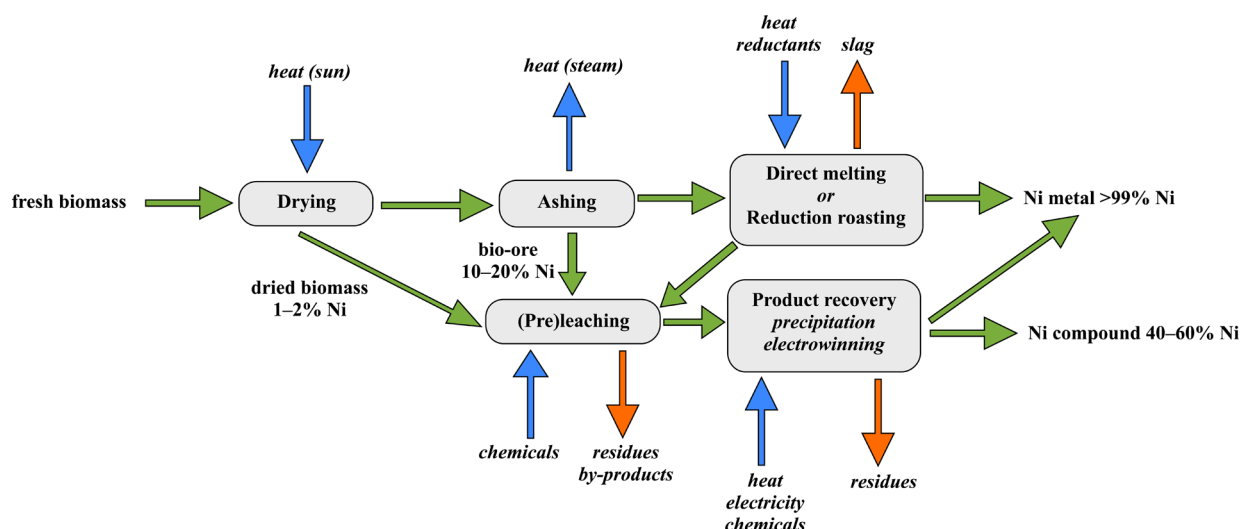 heat
reductants
slag
heat (sun)
heat (steam)
fresh biomass
Drying
Ashing
Direct melting
or
Reduction roasting
Ni metal >99% Ni
bio-ore
10–20% Ni
dried biomass
1–2% Ni
(Pre)leaching
Product recovery
precipitation
electrowinning
Ni compound 40–60% Ni
chemicals
residues
by-products
heat
electricity
chemicals
residues